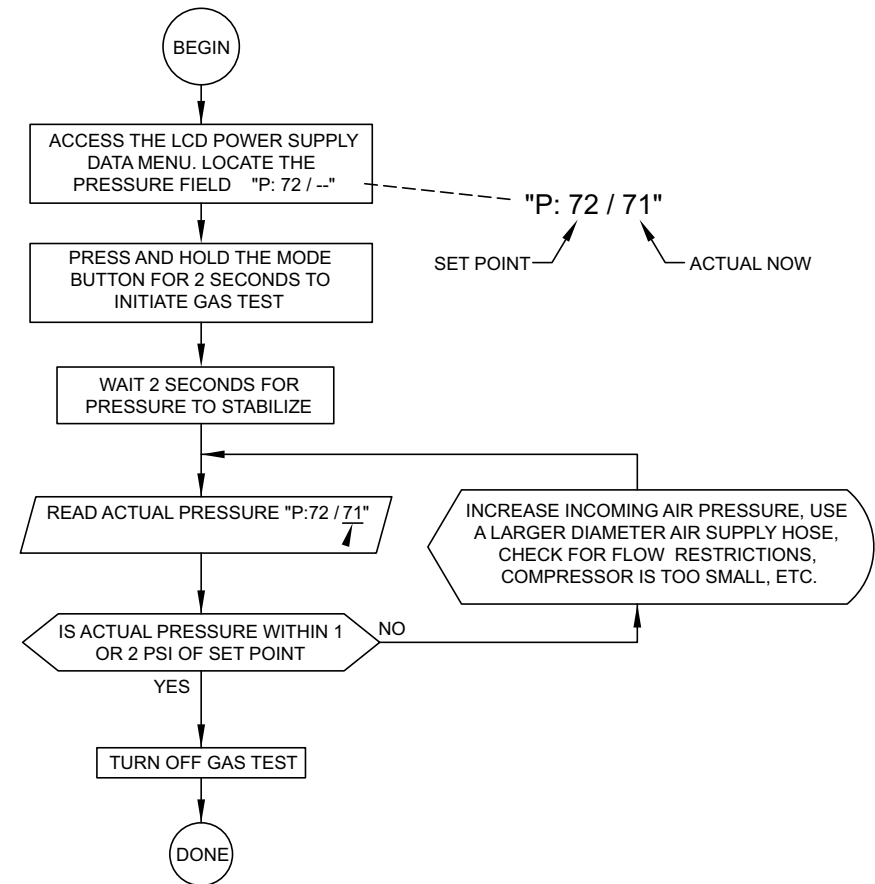 BEGIN
ACCESS THE LCD POWER SUPPLY
DATA MENU. LOCATE THE
PRESSURE FIELD "P: 72 / --"
"P: 72 / 71"
SET POINT
ACTUAL NOW
PRESS AND HOLD THE MODE
BUTTON FOR 2 SECONDS TO
INITIATE GAS TEST
WAIT 2 SECONDS FOR
PRESSURE TO STABILIZE
READ ACTUAL PRESSURE "P:72 / 71"
INCREASE INCOMING AIR PRESSURE, USE
A LARGER DIAMETER AIR SUPPLY HOSE,
CHECK FOR FLOW RESTRICTIONS,
COMPRESSOR IS TOO SMALL, ETC.
IS ACTUAL PRESSURE WITHIN 1
OR 2 PSI OF SET POINT
NO
YES
TURN OFF GAS TEST
DONE